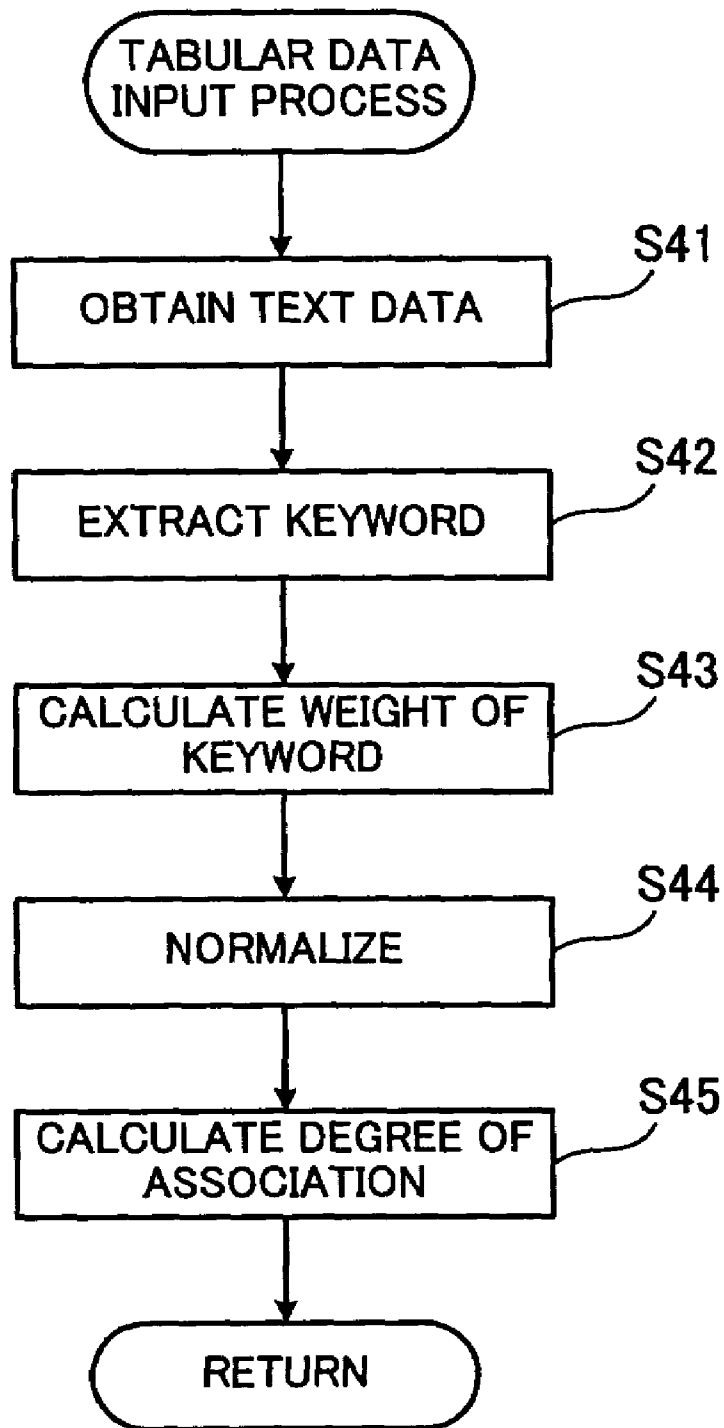 TABULAR DATA
INPUT PROCESS
S41
OBTAIN TEXT DATA
S42
EXTRACT KEYWORD
S43
CALCULATE WEIGHT OF
KEYWORD
S44
NORMALIZE
S45
CALCULATE DEGREE OF
ASSOCIATION
RETURN